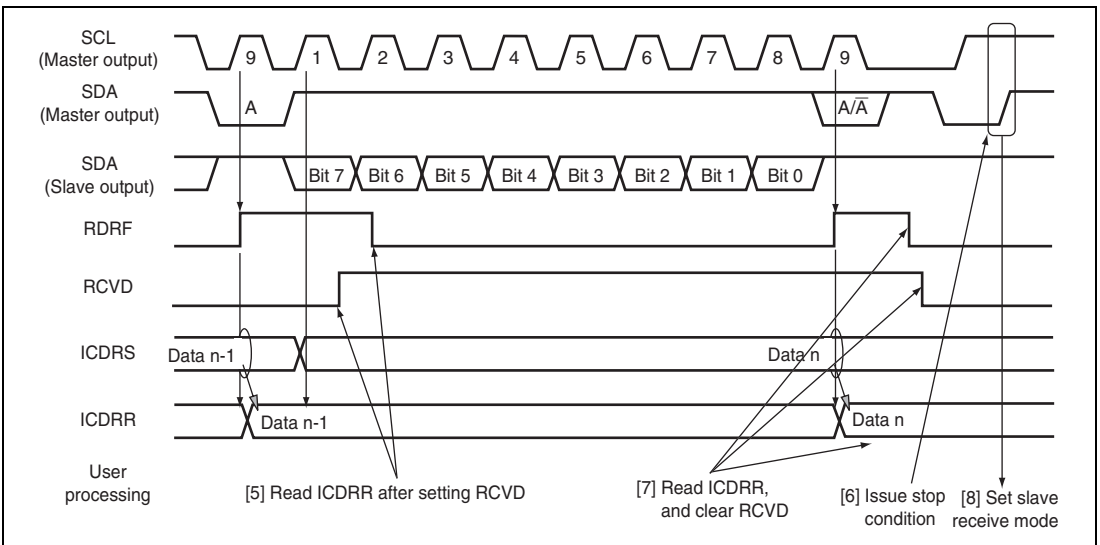 SCL
(Master output)
9 1 2 3 4 5 6 7 8 9
SDA
(Master output)
A A/A̅
SDA
(Slave output)
Bit 7 Bit 6 Bit 5 Bit 4 Bit 3 Bit 2 Bit 1 Bit 0
RDRF
RCVD
ICDRS
Data n-1 Data n
ICDRR
Data n-1 Data n
User
processing
[5] Read ICDRR after setting RCVD
[7] Read ICDRR,
and clear RCVD
[6] Issue stop
condition
[8] Set slave
receive mode